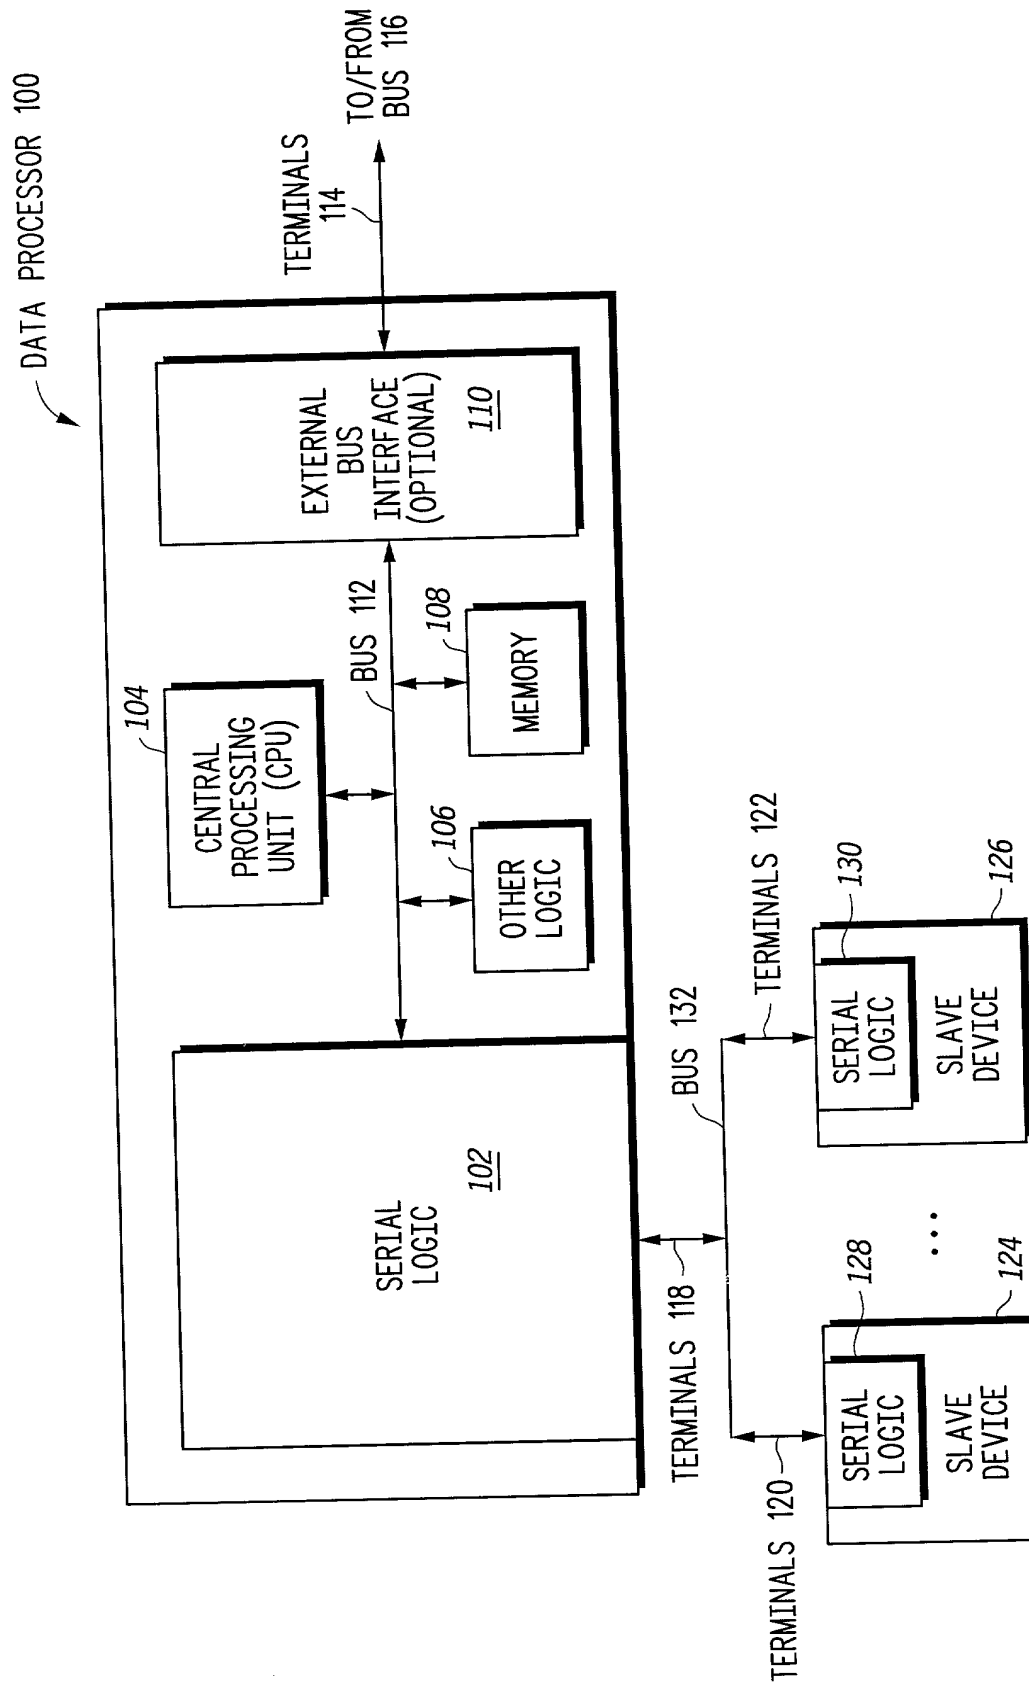 DATA PROCESSOR 100
104
CENTRAL
PROCESSING
UNIT (CPU)
EXTERNAL
BUS
INTERFACE
(OPTIONAL)
110
TERMINALS
114
TO/FROM
BUS 116
BUS 112
SERIAL
LOGIC
102
106
OTHER
LOGIC
108
MEMORY
TERMINALS 118
BUS 132
TERMINALS 120
TERMINALS 122
128
SERIAL
LOGIC
SLAVE
DEVICE
124
...
130
SERIAL
LOGIC
SLAVE
DEVICE
126